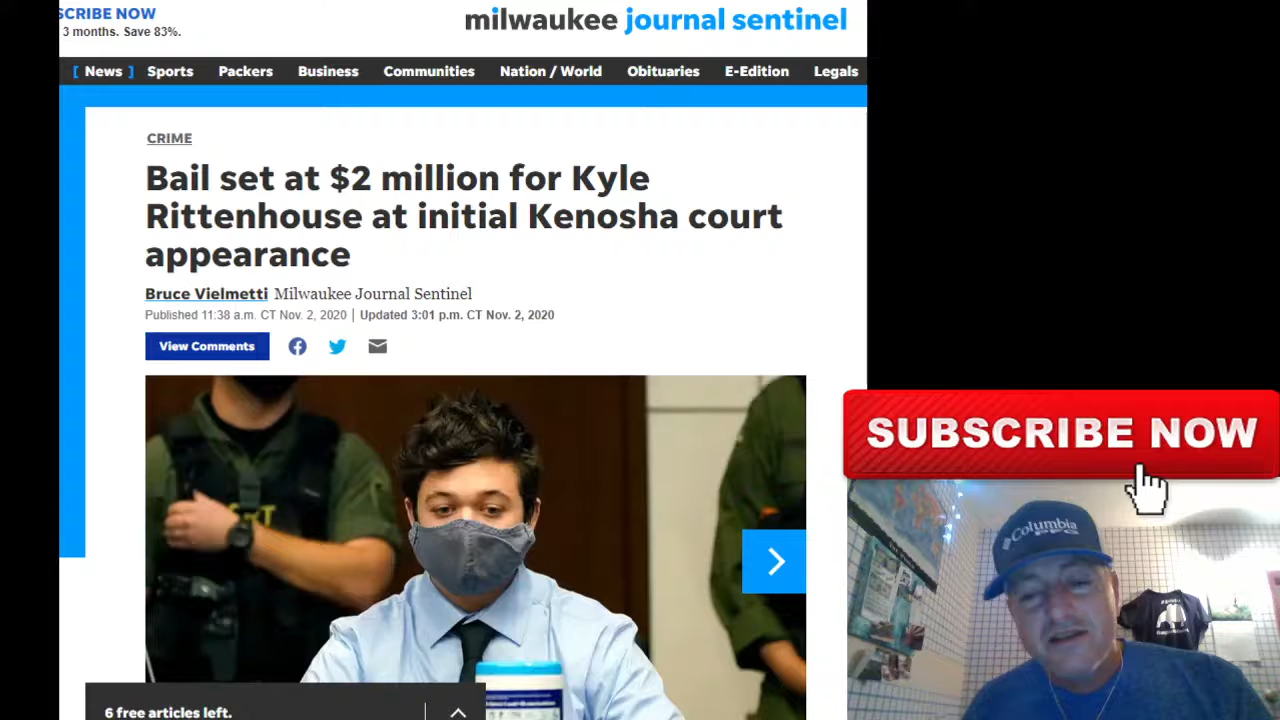 SCRIBE NOW
3 months. Save 83%.
milwaukee journal sentinel
[ News ] Sports Packers Business Communities Nation / World Obituaries E-Edition Legals
CRIME
Bail set at $2 million for Kyle
Rittenhouse at initial Kenosha court
appearance
Bruce Vielmetti Milwaukee Journal Sentinel
Published 11:38 a.m. CT Nov. 2, 2020 | Updated 3:01 p.m. CT Nov. 2, 2020
View Comments
6 free articles left.
SUBSCRIBE NOW
Columbia
PFG